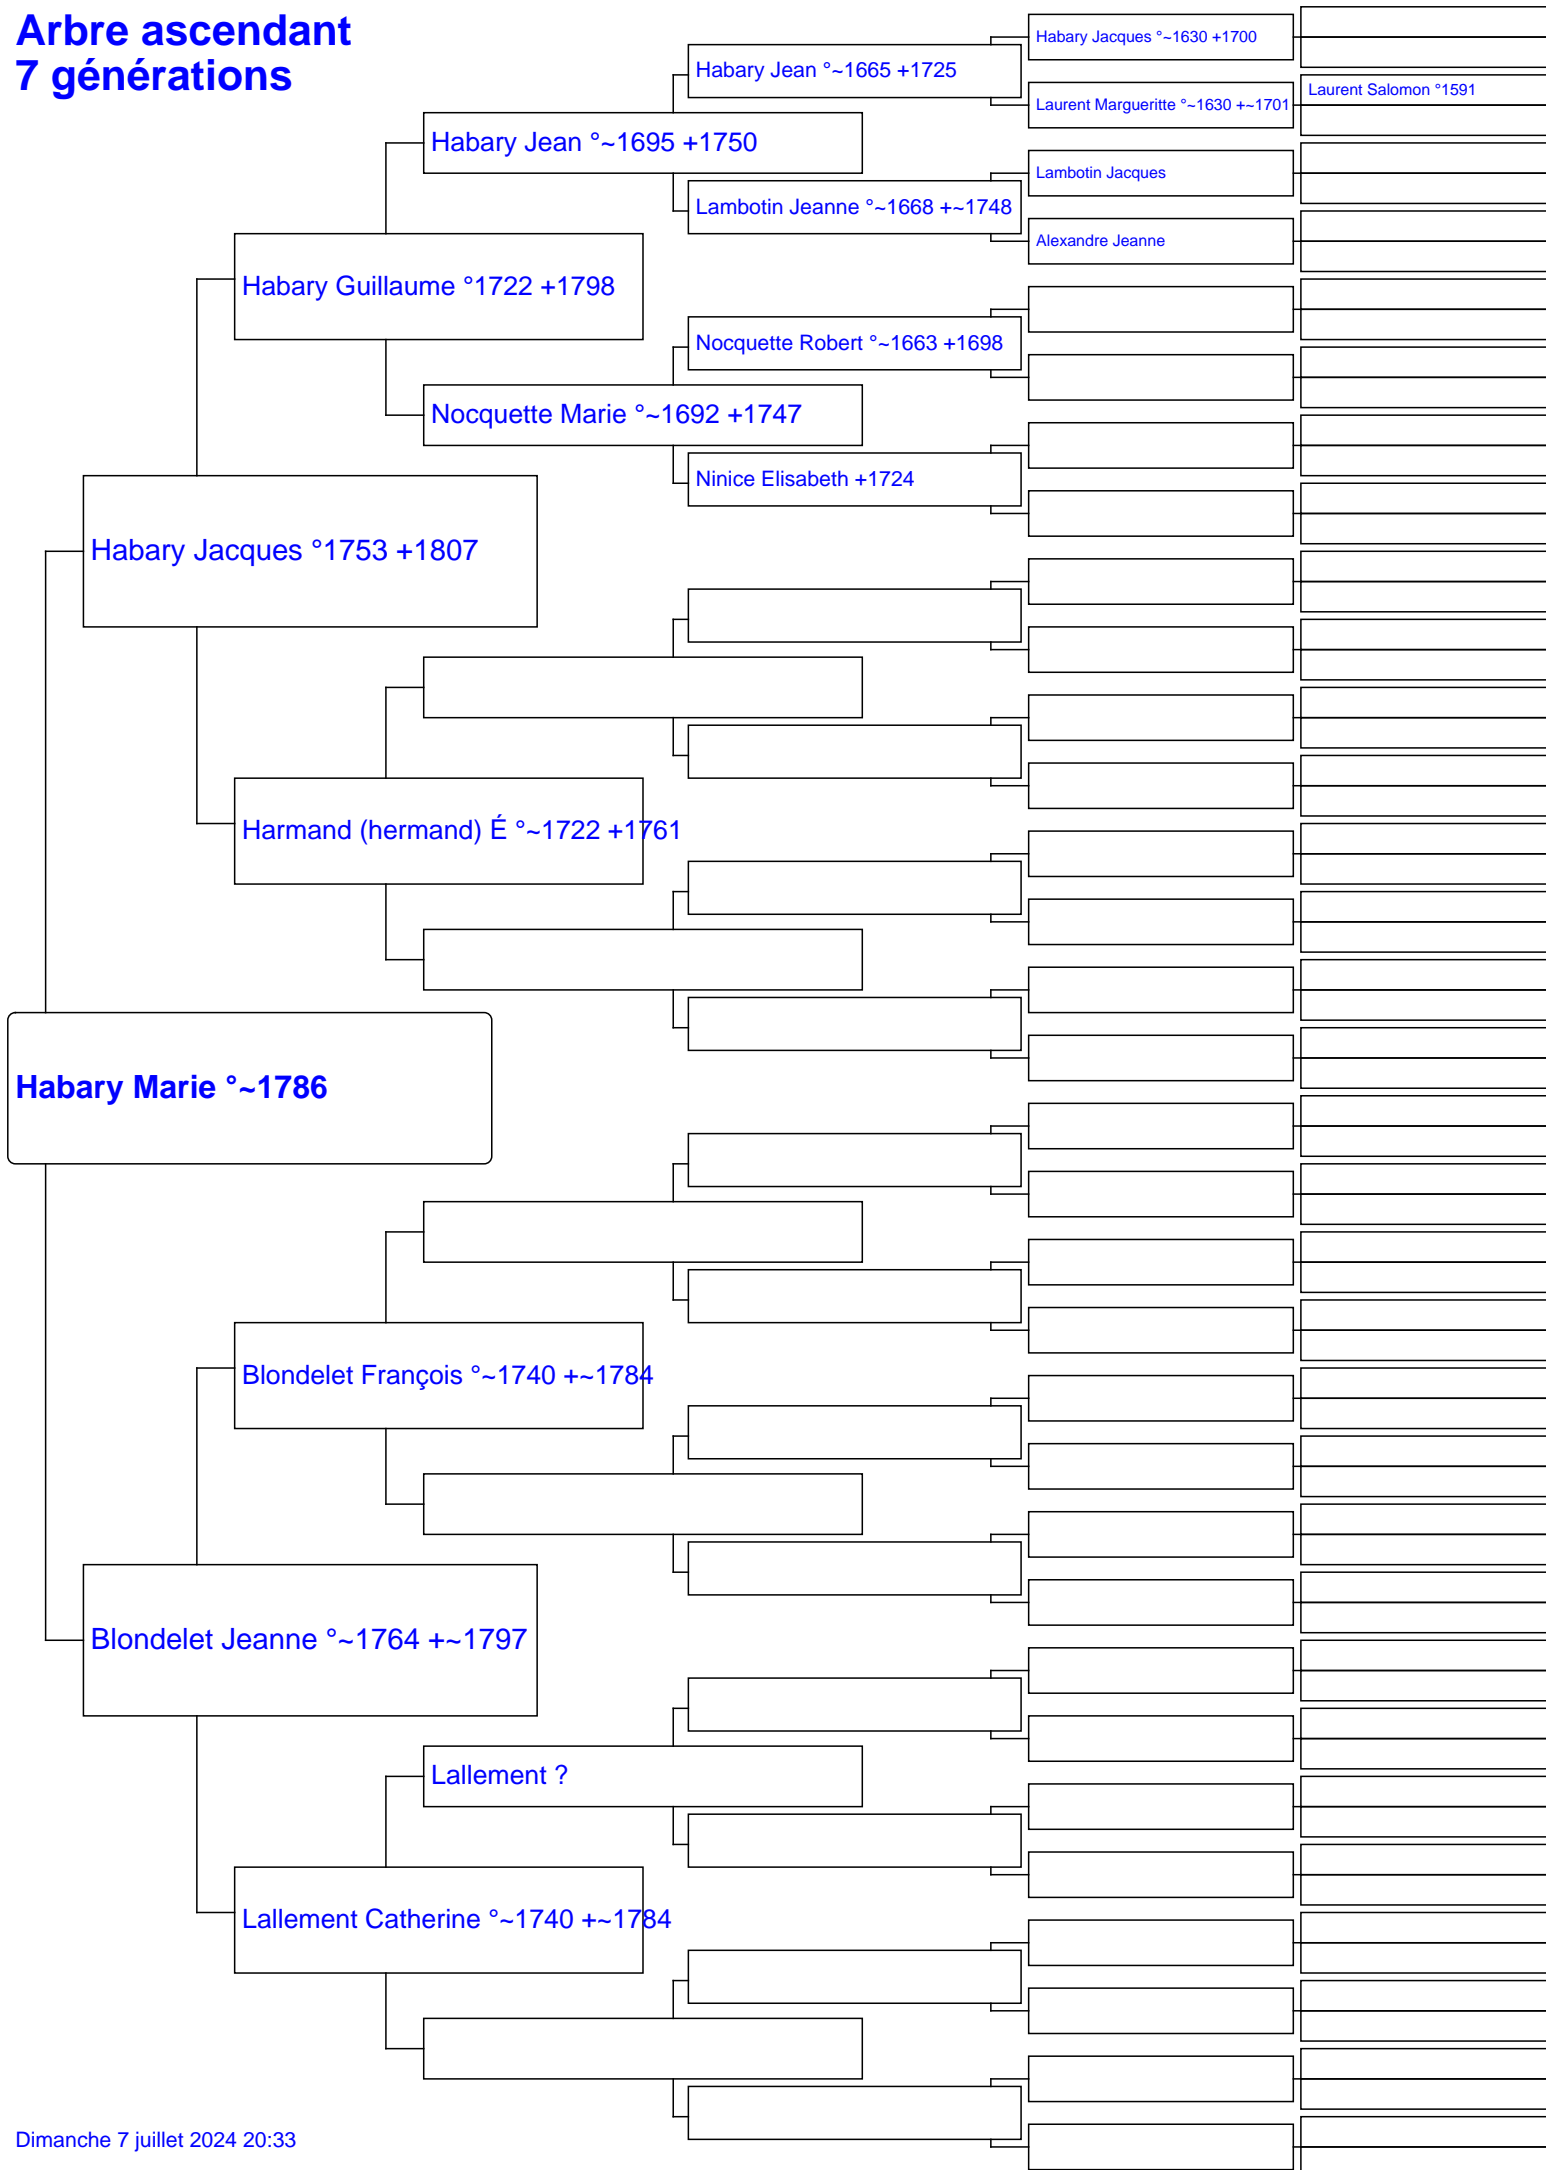 Arbre ascendant
7 générations
Habary Jacques °~1630 +1700
Habary Jean °~1665 +1725
Laurent Salomon °1591
Laurent Margueritte °~1630 +~1701
Habary Jean °~1695 +1750
Lambotin Jacques
Lambotin Jeanne °~1668 +~1748
Alexandre Jeanne
Habary Guillaume °1722 +1798
Nocquette Robert °~1663 +1698
Nocquette Marie °~1692 +1747
Ninice Elisabeth +1724
Habary Jacques °1753 +1807
Harmand (hermand) É °~1722 +1761
Habary Marie °~1786
Blondelet François °~1740 +~1784
Blondelet Jeanne °~1764 +~1797
Lallement ?
Lallement Catherine °~1740 +~1784
Dimanche 7 juillet 2024 20:33